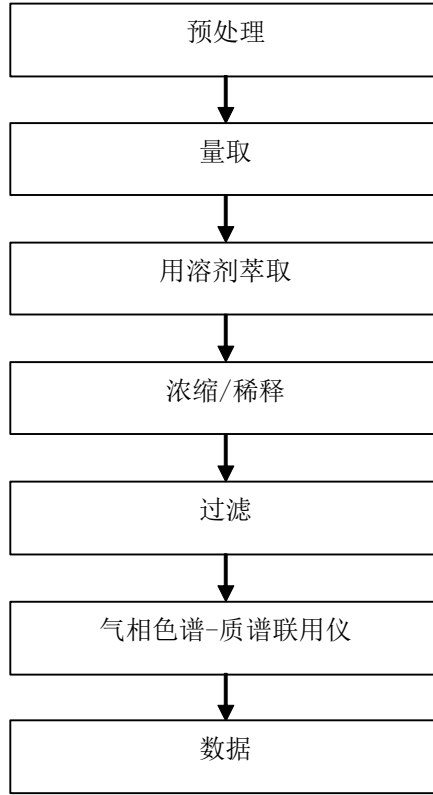 预处理
量取
用溶剂萃取
浓缩/稀释
过滤
气相色谱-质谱联用仪
数据